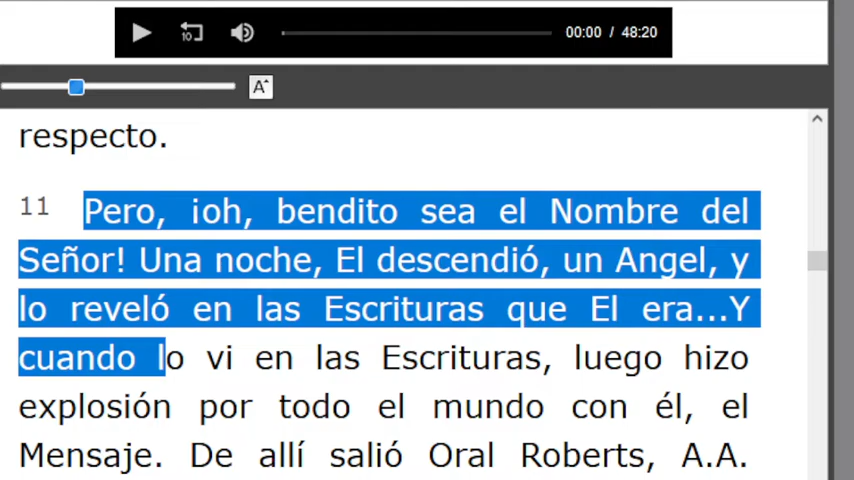 10
00:00 / 48:20
A
respecto.
11 Pero, ¡oh, bendito sea el Nombre del
Señor! Una noche, El descendió, un Angel, y
lo reveló en las Escrituras que El era...Y
cuando lo vi en las Escrituras, luego hizo
explosión por todo el mundo con él, el
Mensaje. De allí salió Oral Roberts, A.A.